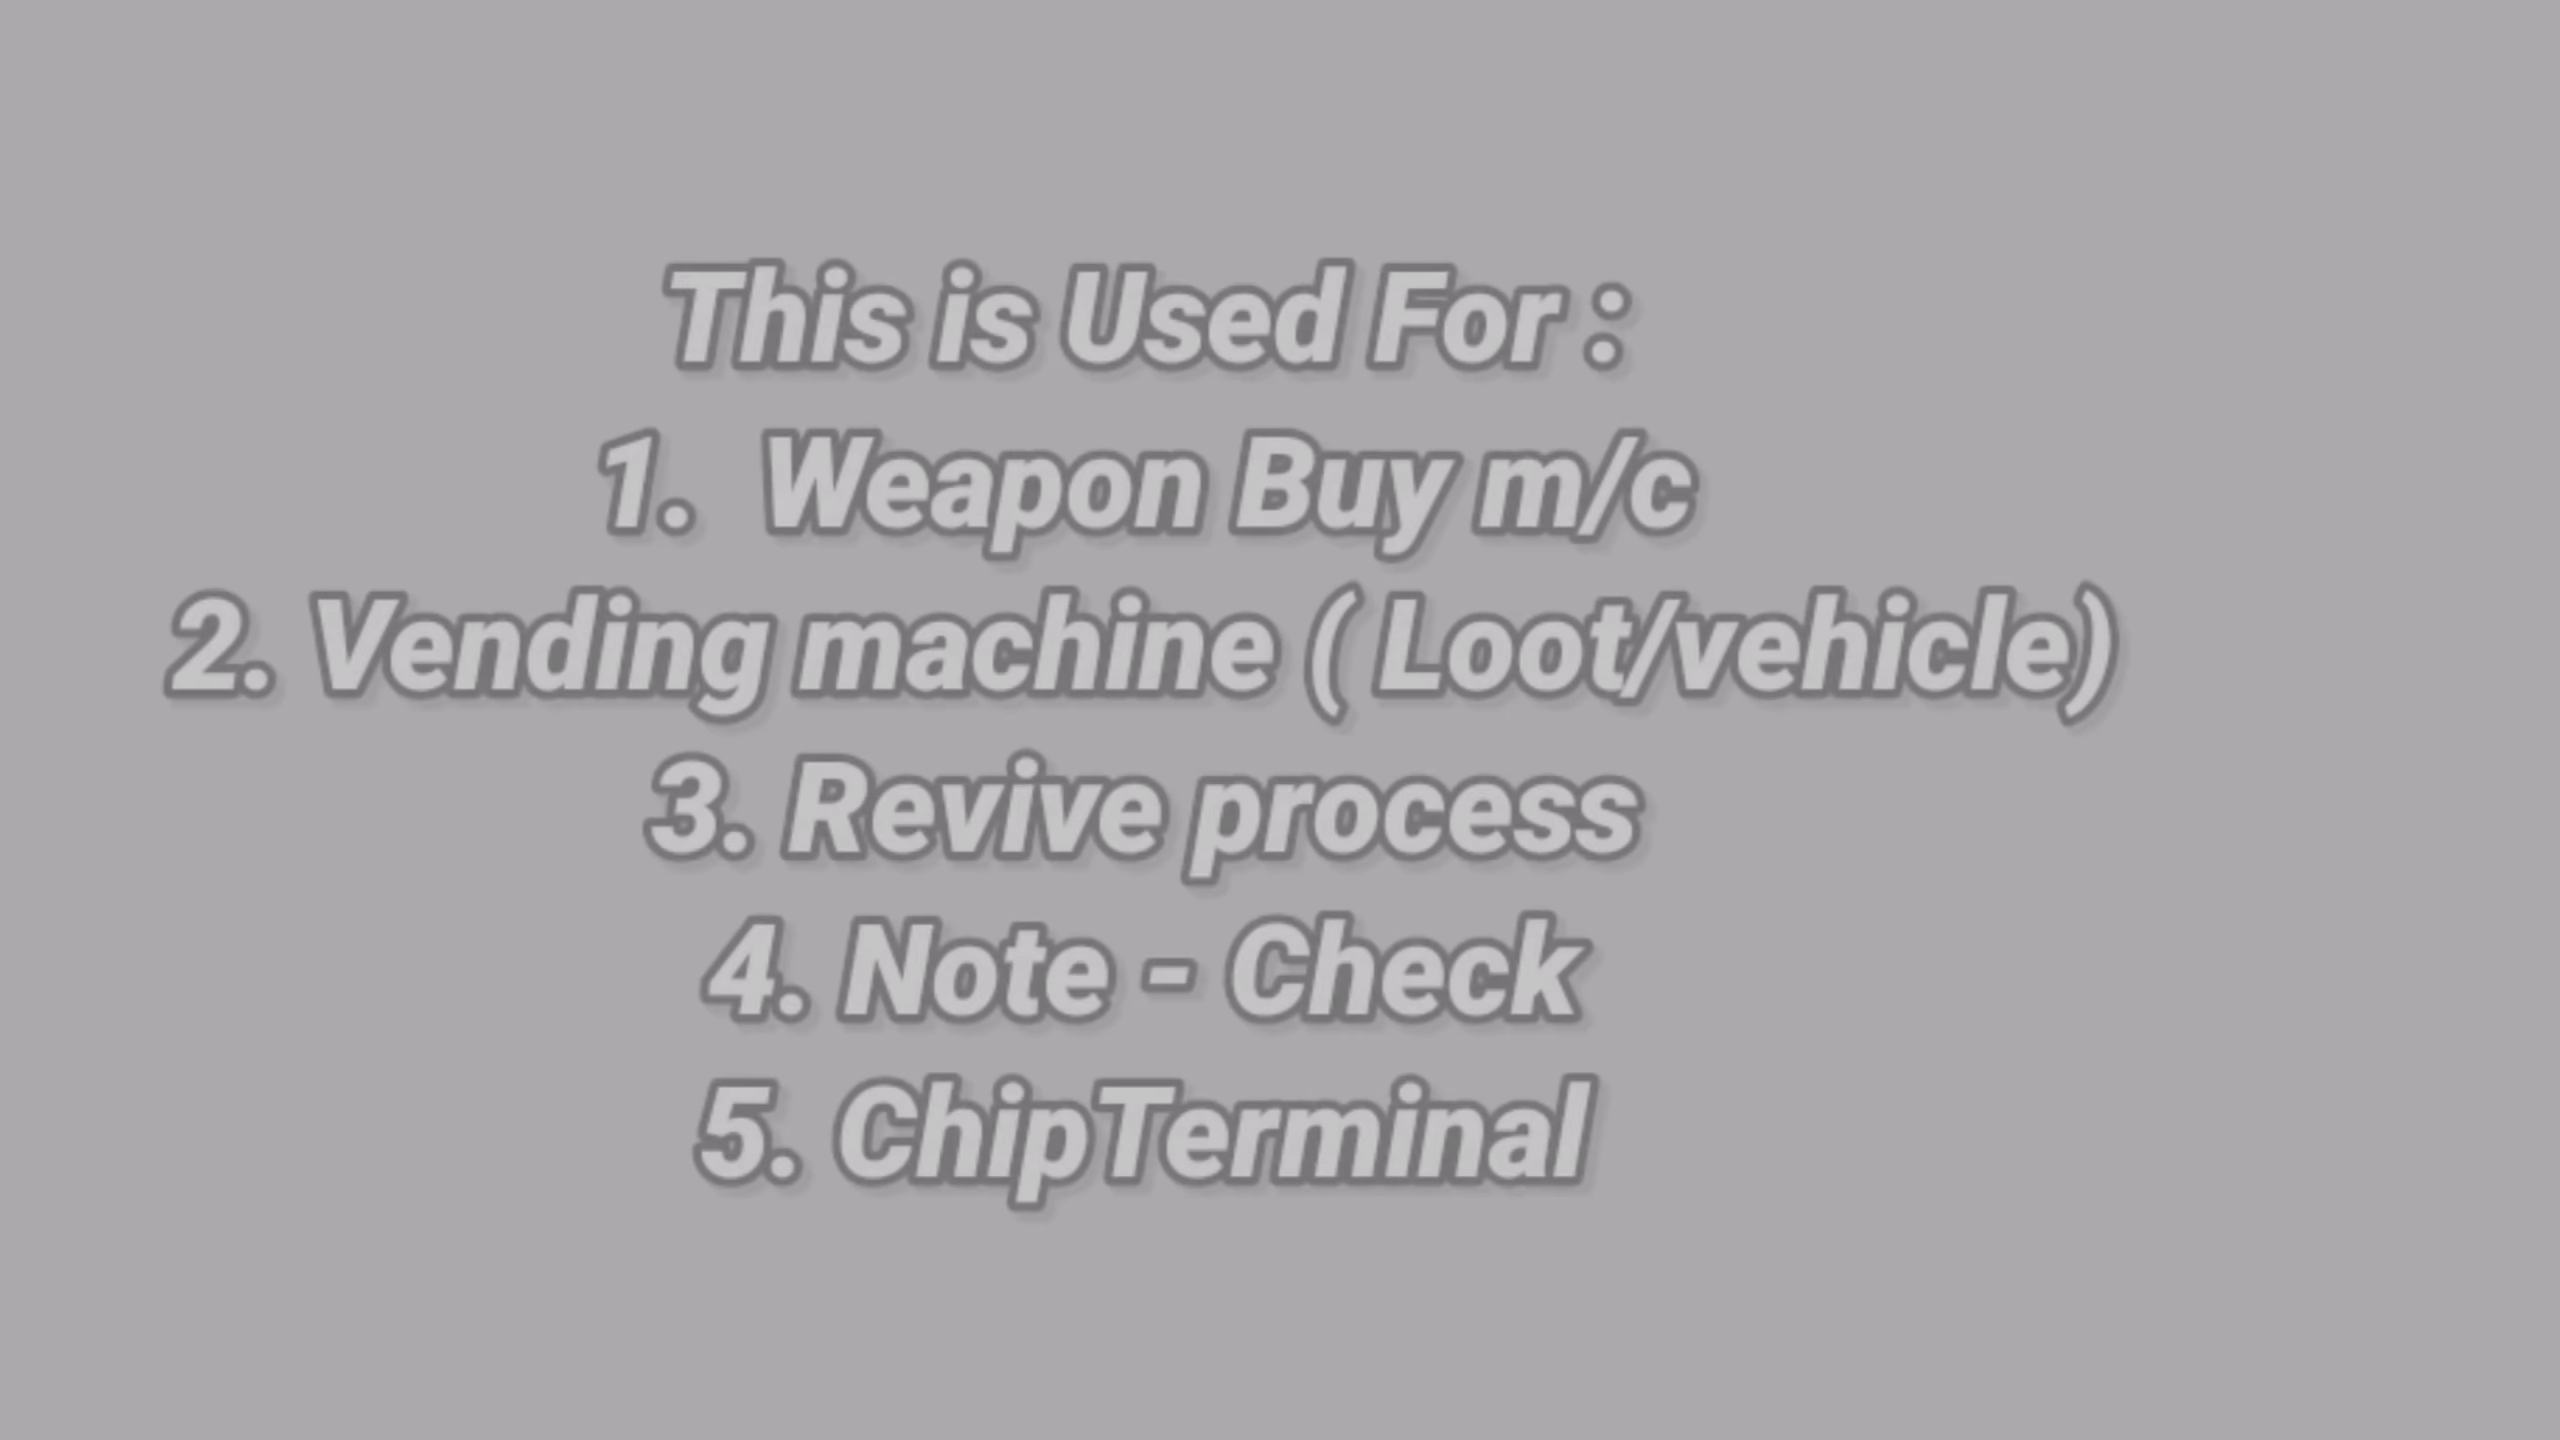 This is Used For :
1. Weapon Buy m/c
2. Vending machine ( Loot/vehicle)
3. Revive process
4. Note - Check
5. ChipTerminal